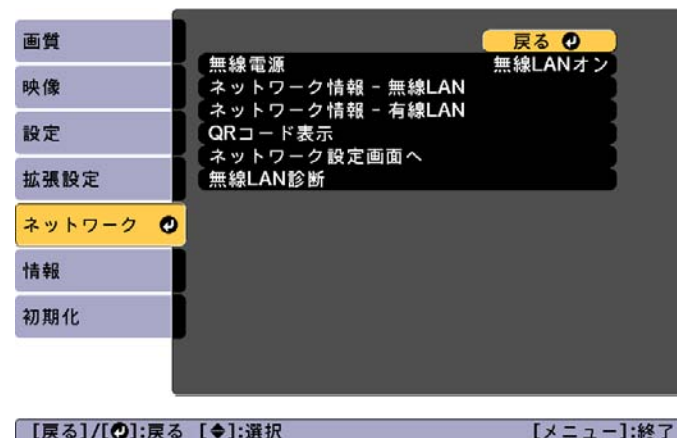 画質
映像
設定
拡張設定
ネットワーク
情報
初期化
戻る
無線電源 無線LANオン
ネットワーク情報 - 無線LAN
ネットワーク情報 - 有線LAN
QRコード表示
ネットワーク設定画面へ
無線LAN診断
[戻る]/[⏎]:戻る [◆]:選択 [メニュー]:終了